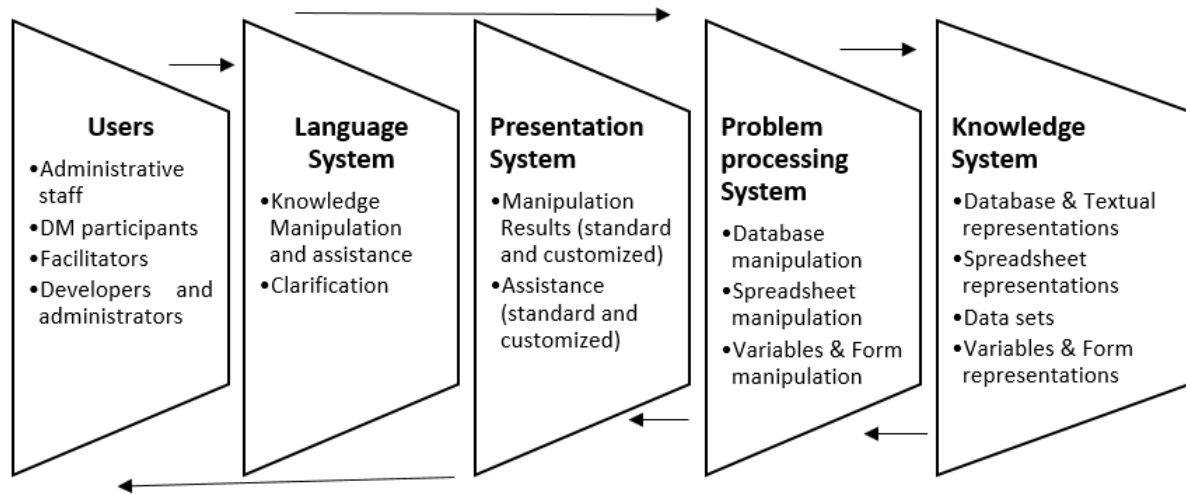 Users
•Administrative
staff
•DM participants
•Facilitators
•Developers and
administrators
Language
System
•Knowledge
Manipulation
and assistance
•Clarification
Presentation
System
•Manipulation
Results (standard
and customized)
•Assistance
(standard and
customized)
Problem
processing
System
•Database
manipulation
•Spreadsheet
manipulation
•Variables & Form
manipulation
Knowledge
System
•Database & Textual
representations
•Spreadsheet
representations
•Data sets
•Variables & Form
representations